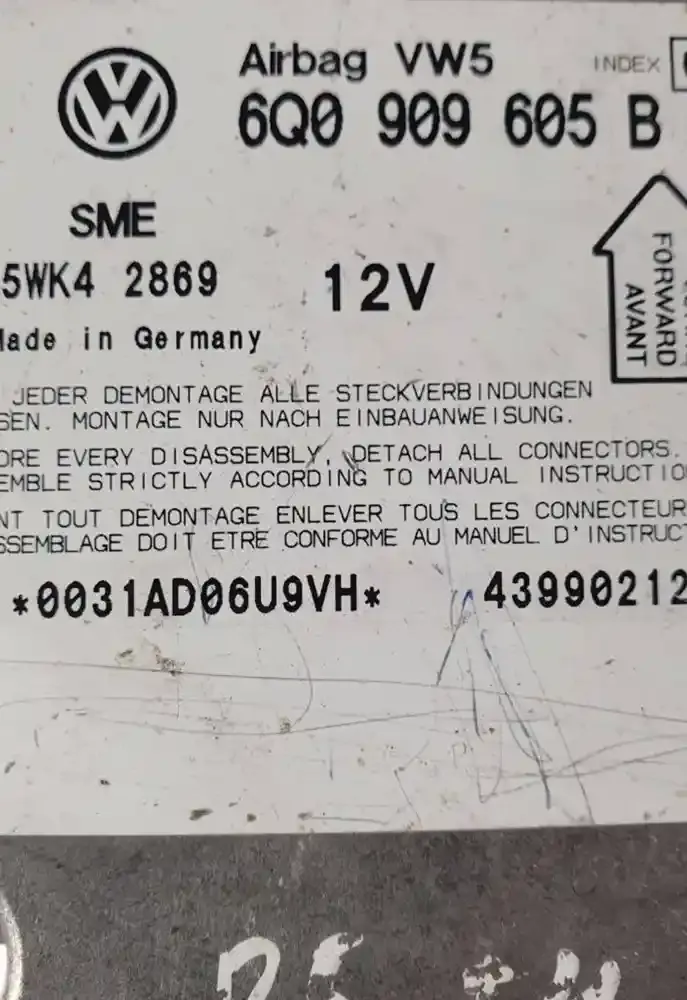 Airbag VW5
INDEX
6Q0 909 605 B
SME
5WK4 2869
12V
FORWARD
AVANT
Made in Germany
JEDER DEMONTAGE ALLE STECKVERBINDUNGEN
SEN. MONTAGE NUR NACH EINBAUANWEISUNG.
ORE EVERY DISASSEMBLY, DETACH ALL CONNECTORS.
EMBLE STRICTLY ACCORDING TO MANUAL INSTRUCTIO
NT TOUT DEMONTAGE ENLEVER TOUS LES CONNECTEUR
SSEMBLAGE DOIT ETRE CONFORME AU MANUEL D'INSTRUCT
*0031AD06U9VH* 43990212